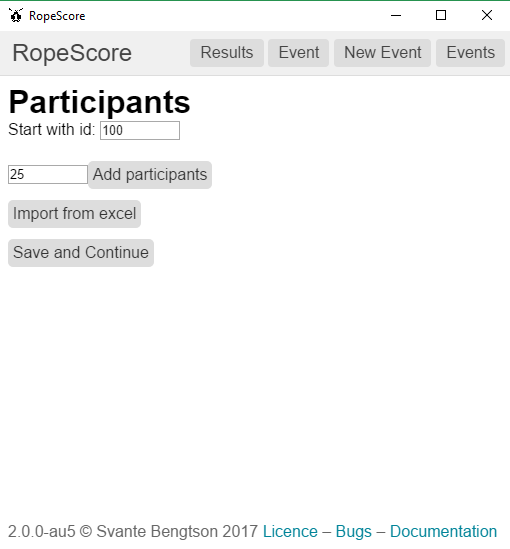 RopeScore
RopeScore Results Event New Event Events
Participants
Start with id: 100
25 Add participants
Import from excel
Save and Continue
2.0.0-au5 © Svante Bengtson 2017 Licence – Bugs – Documentation